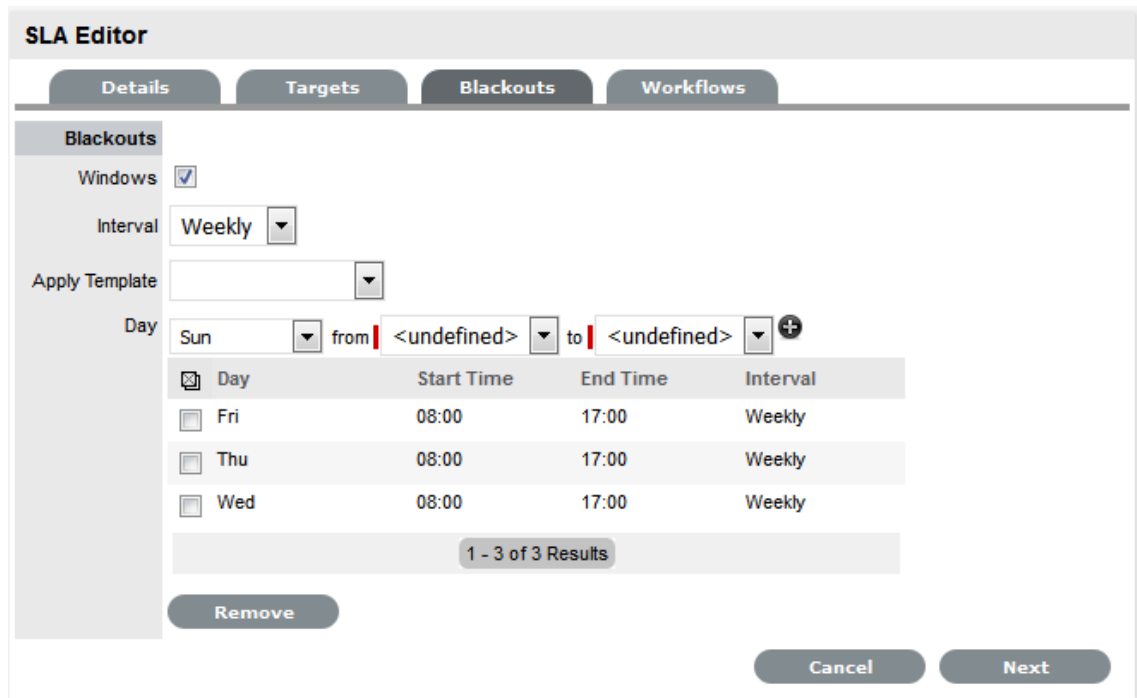 SLA Editor
Details Targets Blackouts Workflows
Blackouts
Windows
Interval Weekly
Apply Template
Day Sun from <undefined> to <undefined>
Day Start Time End Time Interval
Fri 08:00 17:00 Weekly
Thu 08:00 17:00 Weekly
Wed 08:00 17:00 Weekly
1 - 3 of 3 Results
Remove
Cancel Next